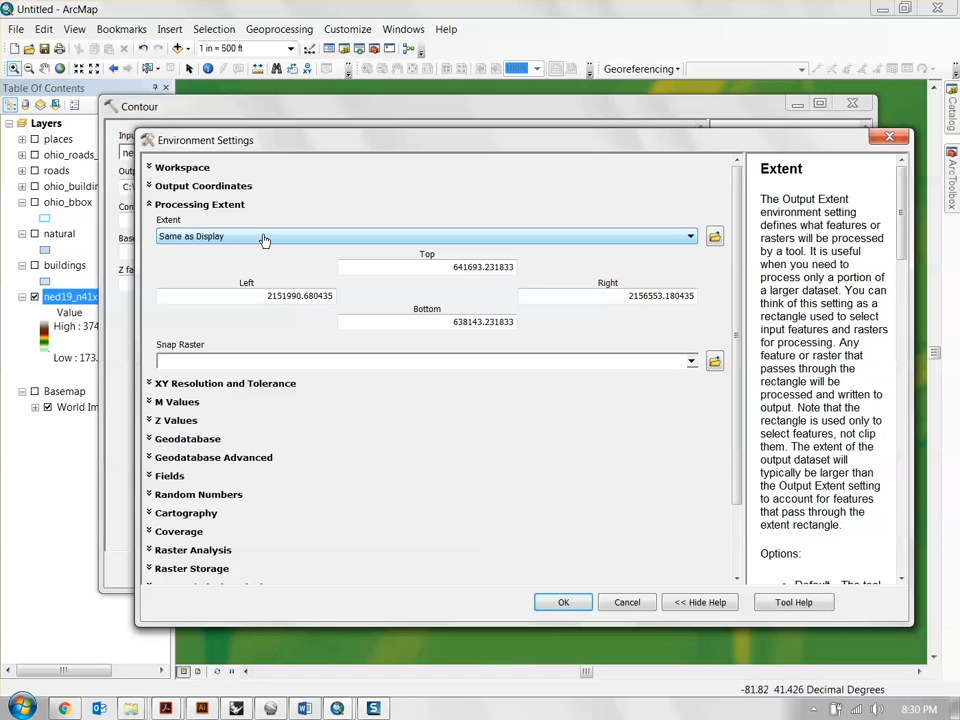 Untitled - ArcMap
File Edit View Bookmarks Insert Selection Geoprocessing Customize Windows Help
1 in = 500 ft
Georeferencing
Table Of Contents
Layers
places
ohio_roads_
roads
ohio_buildin
ohio_bbox
natural
buildings
ned19_n41x
Value
High : 374
Low : 173.
Basemap
World Im
Contour
Inpu
ne
Outp
C:\
Con
Base
Z fa
Environment Settings
Workspace
Output Coordinates
Processing Extent
Extent
Same as Display
Top
641693.231833
Left
Right
2151990.680435
2156553.180435
Bottom
638143.231833
Snap Raster
XY Resolution and Tolerance
M Values
Z Values
Geodatabase
Geodatabase Advanced
Fields
Random Numbers
Cartography
Coverage
Raster Analysis
Raster Storage
OK Cancel << Hide Help Tool Help
Extent
The Output Extent
environment setting
defines what features or
rasters will be processed
by a tool. It is useful
when you need to
process only a portion of
a larger dataset. You can
think of this setting as a
rectangle used to select
input features and rasters
for processing. Any
feature or raster that
passes through the
rectangle will be
processed and written to
output. Note that the
rectangle is used only to
select features, not clip
them. The extent of the
output dataset will
typically be larger than
the Output Extent setting
to account for features
that pass through the
extent rectangle.
Options:
Default - The tool
Catalog
ArcToolbox
-81.82 41.426 Decimal Degrees
8:30 PM